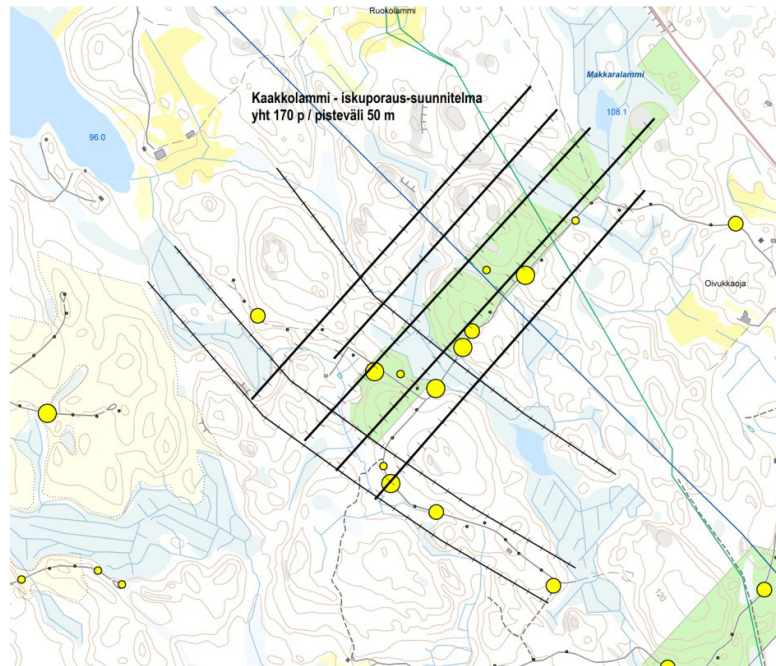 Ruokolammi
Makkaralammi
Kaakkolammi - iskuporaus-suunnitelma
yht 170 p / pisteväli 50 m
108.1
96.0
Oivukkaoja
120